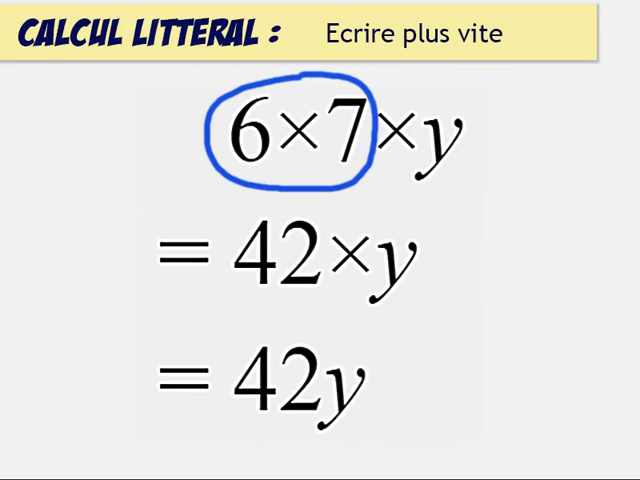 CALCUL LITTERAL : Ecrire plus vite
6×7×y
= 42×y
= 42y